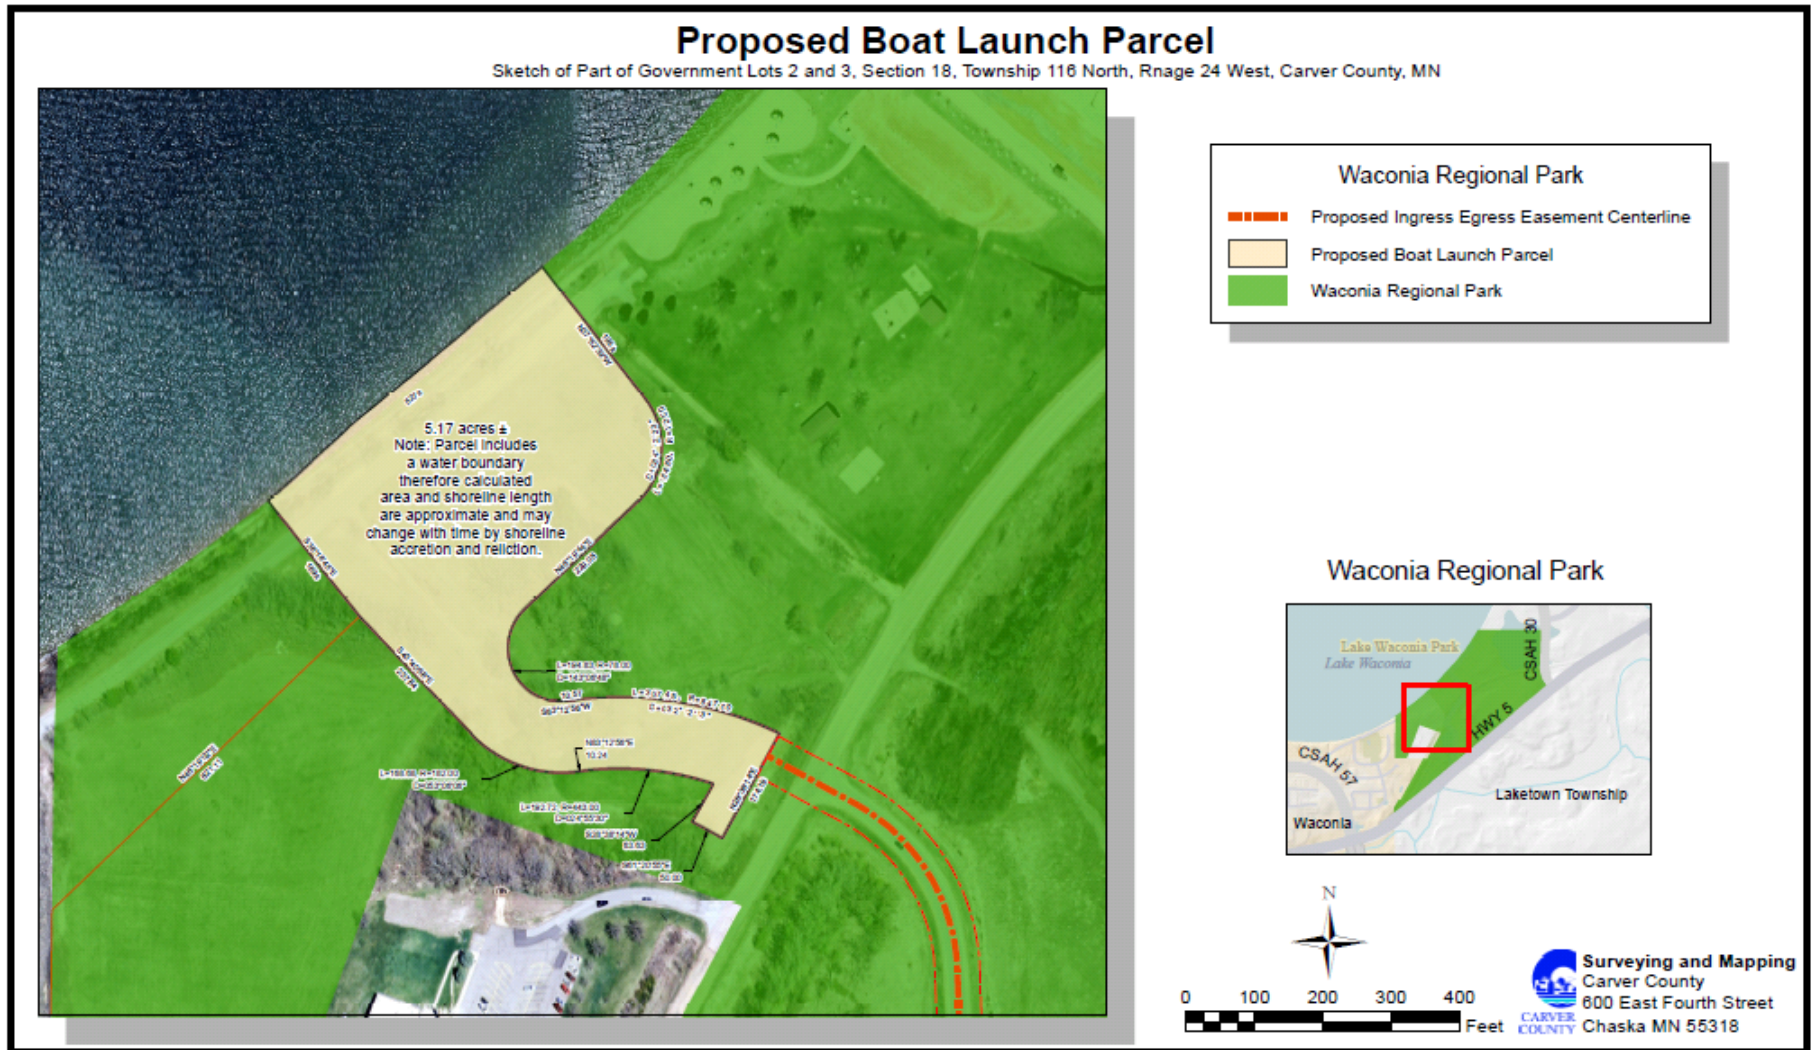 Proposed Boat Launch Parcel
Sketch of Part of Government Lots 2 and 3, Section 18, Township 116 North, Rnage 24 West, Carver County, MN
5.17 acres ±
Note: Parcel includes
a water boundary
therefore calculated
area and shoreline length
are approximate and may
change with time by shoreline
accretion and reliction.
10.24
50.00
Waconia Regional Park
Proposed Ingress Egress Easement Centerline
Proposed Boat Launch Parcel
Waconia Regional Park
Waconia Regional Park
Lake Waconia Park
Lake Waconia
CSAH 30
HWY 5
CSAH 57
Laketown Township
Waconia
N
0 100 200 300 400
Feet
CARVER
COUNTY
Surveying and Mapping
Carver County
600 East Fourth Street
Chaska MN 55318